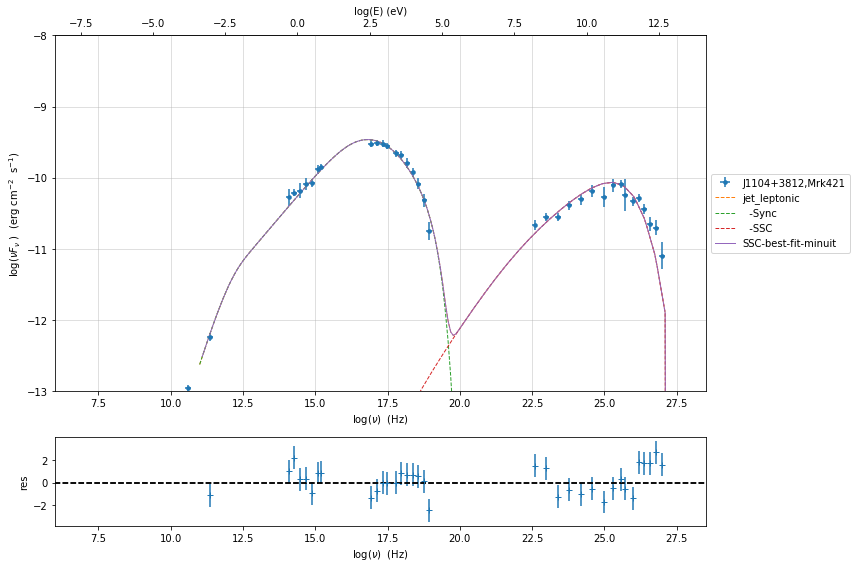 log(E) (eV)
−7.5 −5.0 −2.5 0.0 2.5 5.0 7.5 10.0 12.5
−8
−9
−10
−11
−12
−13
log(νFν )  (erg cm⁻²  s⁻¹)
7.5 10.0 12.5 15.0 17.5 20.0 22.5 25.0 27.5
log(ν)  (Hz)
J1104+3812,Mrk421
jet_leptonic
-Sync
-SSC
SSC-best-fit-minuit
2
0
−2
res
7.5 10.0 12.5 15.0 17.5 20.0 22.5 25.0 27.5
log(ν)  (Hz)